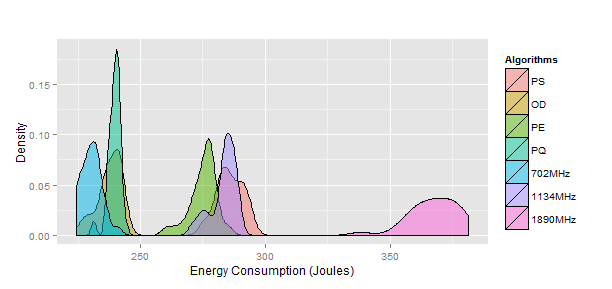 Algorithms
PS
OD
PE
PQ
702MHz
1134MHz
1890MHz
Density
0.15
0.10
0.05
0.00
250
300
350
Energy Consumption (Joules)